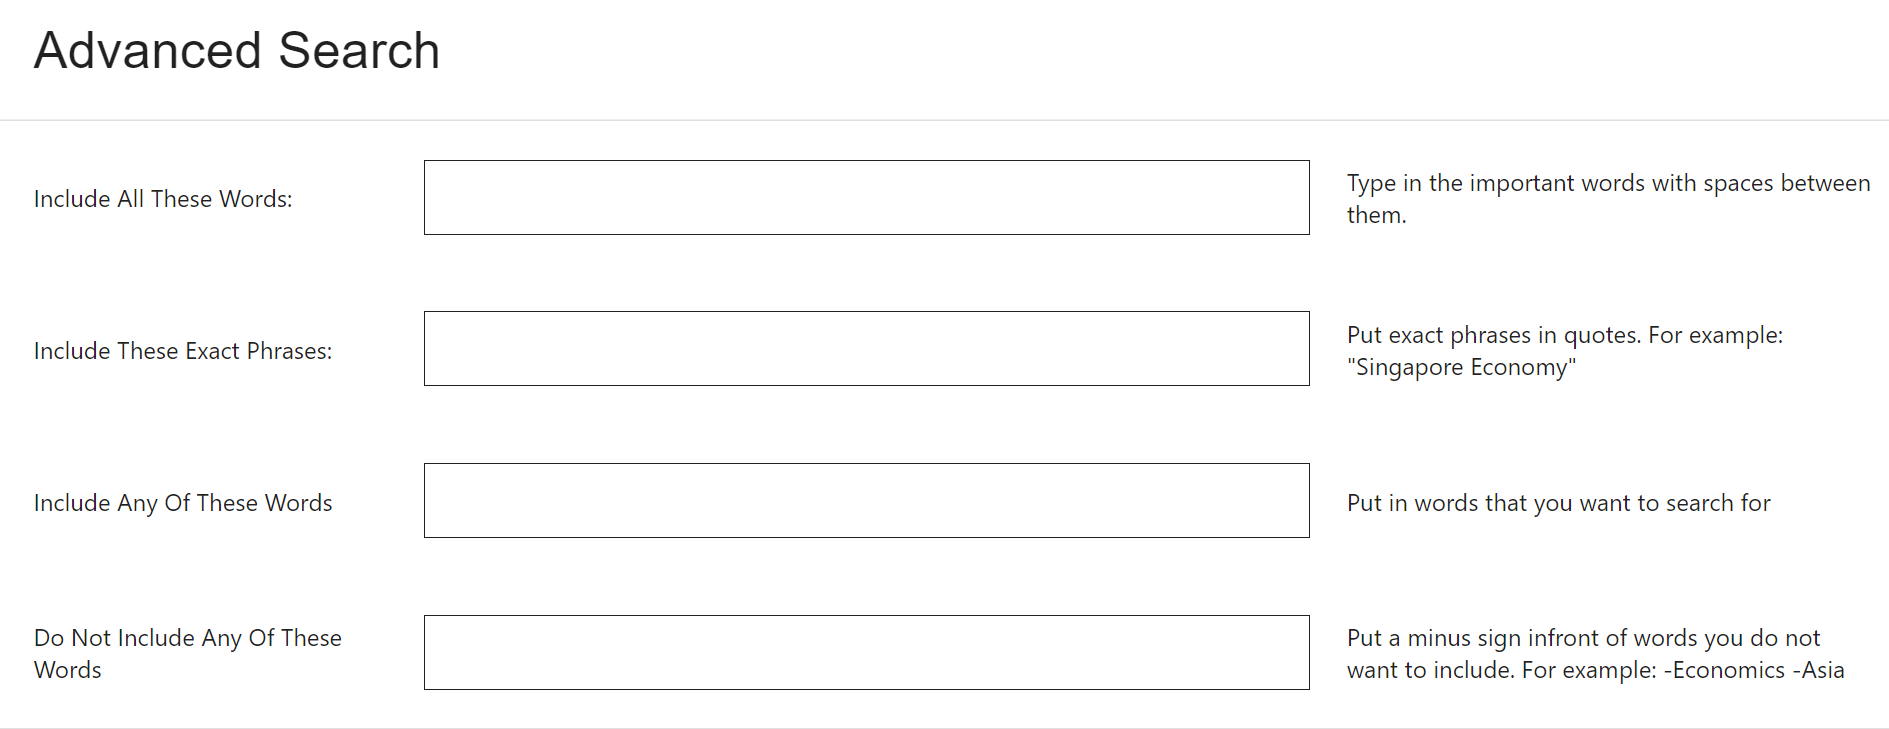 Advanced Search
Include All These Words:
Type in the important words with spaces between
them.
Include These Exact Phrases:
Put exact phrases in quotes. For example:
"Singapore Economy"
Include Any Of These Words
Put in words that you want to search for
Do Not Include Any Of These
Words
Put a minus sign infront of words you do not
want to include. For example: -Economics -Asia